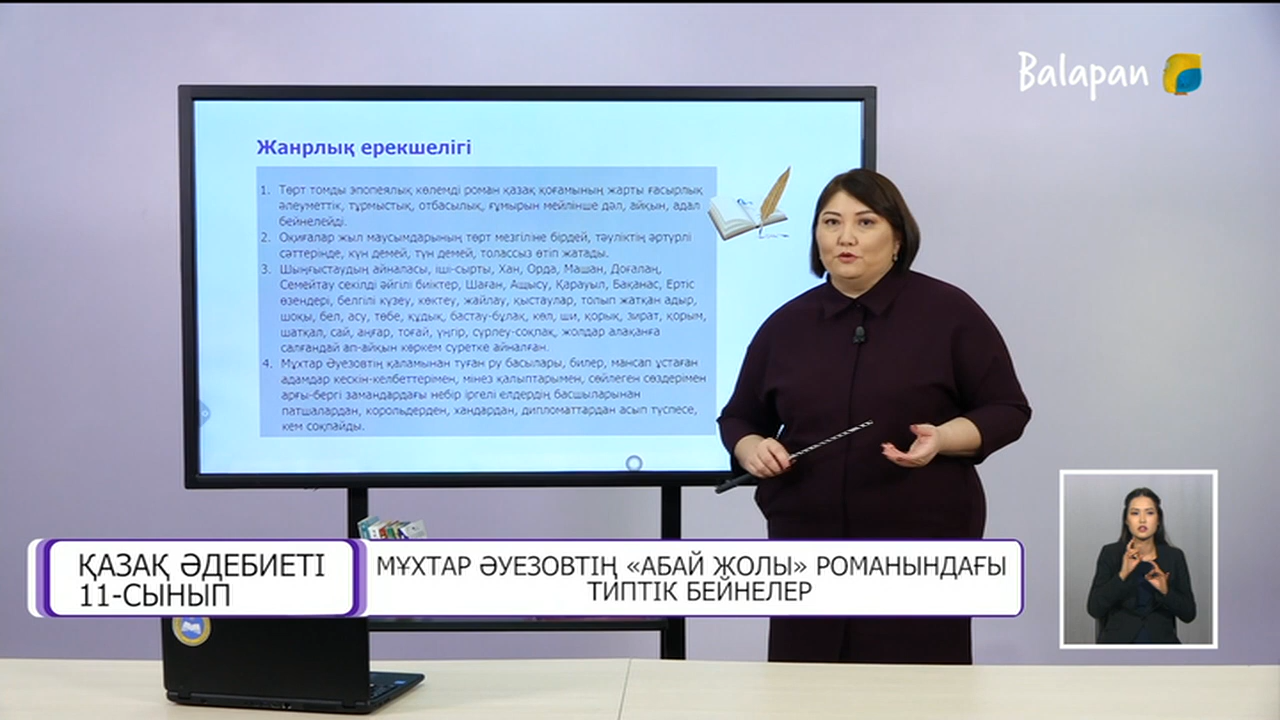 Balapan
Жанрлық ерекшелігі
1. Төрт томды эпопеялық көлемді роман қазақ қоғамының жарты ғасырлық
әлеуметтік, тұрмыстық, отбасылық, ғұмырын мейлінше дәл, айқын, адал
бейнелейді.
2. Оқиғалар жыл маусымдарының төрт мезгіліне бірдей, тәуліктің әртүрлі
сәттерінде, күн демей, түн демей, толассыз өтіп жатады.
3. Шыңғыстаудың айналасы, іші-сырты, Хан, Орда, Машан, Доғалаң,
Семейтау секілді әйгілі биіктер, Шаған, Ащысу, Қарауыл, Бақанас, Ертіс
өзендері, белгілі күзеу, көктеу, жайлау, қыстаулар, толып жатқан адыр,
шоқы, бел, асу, төбе, құдық, бастау-бұлақ, көл, ши, қорық, зират, қорым,
шатқал, сай, аңғар, тоғай, үңгір, сүрлеу-соқпақ, жолдар алақанға
салғандай ап-айқын көркем суретке айналған.
4. Мұхтар Әуезовтің қаламынан туған ру басылары, билер, мансап ұстаған
адамдар кескін-келбеттерімен, мінез қалыптарымен, сөйлеген сөздерімен
арғы-бергі замандардағы небір іргелі елдердің басшыларынан
патшалардан, корольдерден, хандардан, дипломаттардан асып түспесе,
кем соқпайды.
ҚАЗАҚ ӘДЕБИЕТІ
11-СЫНЫП
МҰХТАР ӘУЕЗОВТІҢ «АБАЙ ЖОЛЫ» РОМАНЫНДАҒЫ
ТИПТІК БЕЙНЕЛЕР